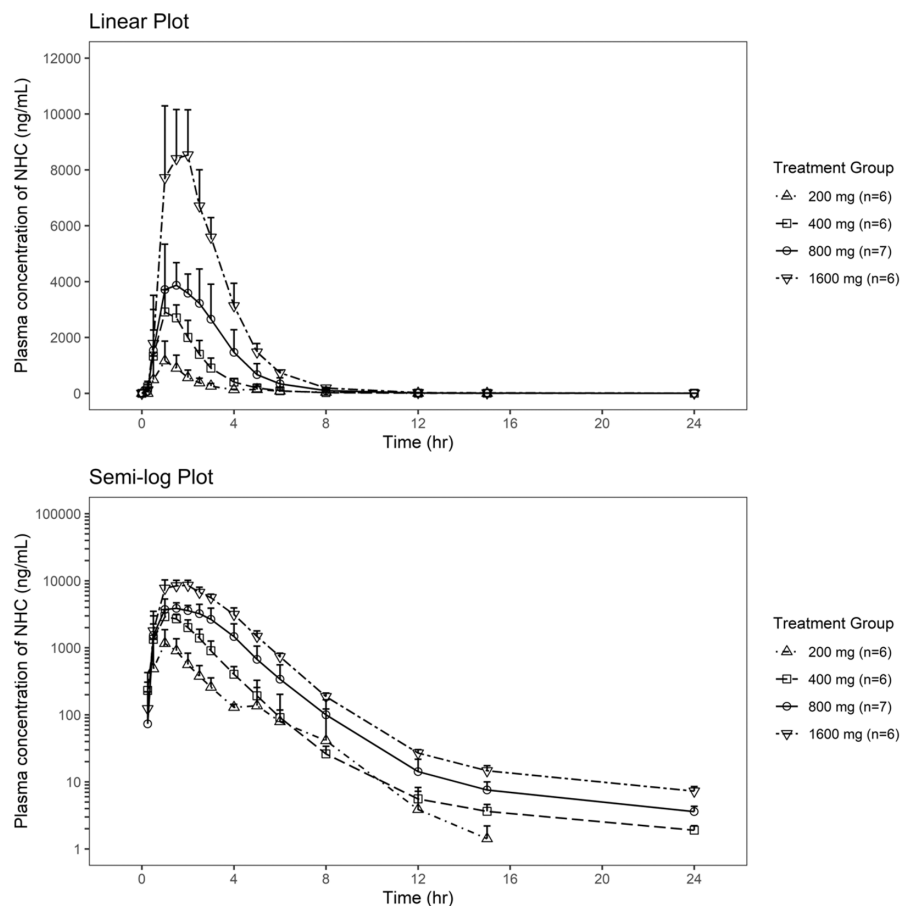 Linear Plot
Plasma concentration of NHC (ng/mL)
12000
10000
8000
6000
4000
2000
0
0 4 8 12 16 20 24
Time (hr)
Treatment Group
200 mg (n=6)
400 mg (n=6)
800 mg (n=7)
1600 mg (n=6)
Semi-log Plot
Plasma concentration of NHC (ng/mL)
100000
10000
1000
100
10
1
0 4 8 12 16 20 24
Time (hr)
Treatment Group
200 mg (n=6)
400 mg (n=6)
800 mg (n=7)
1600 mg (n=6)